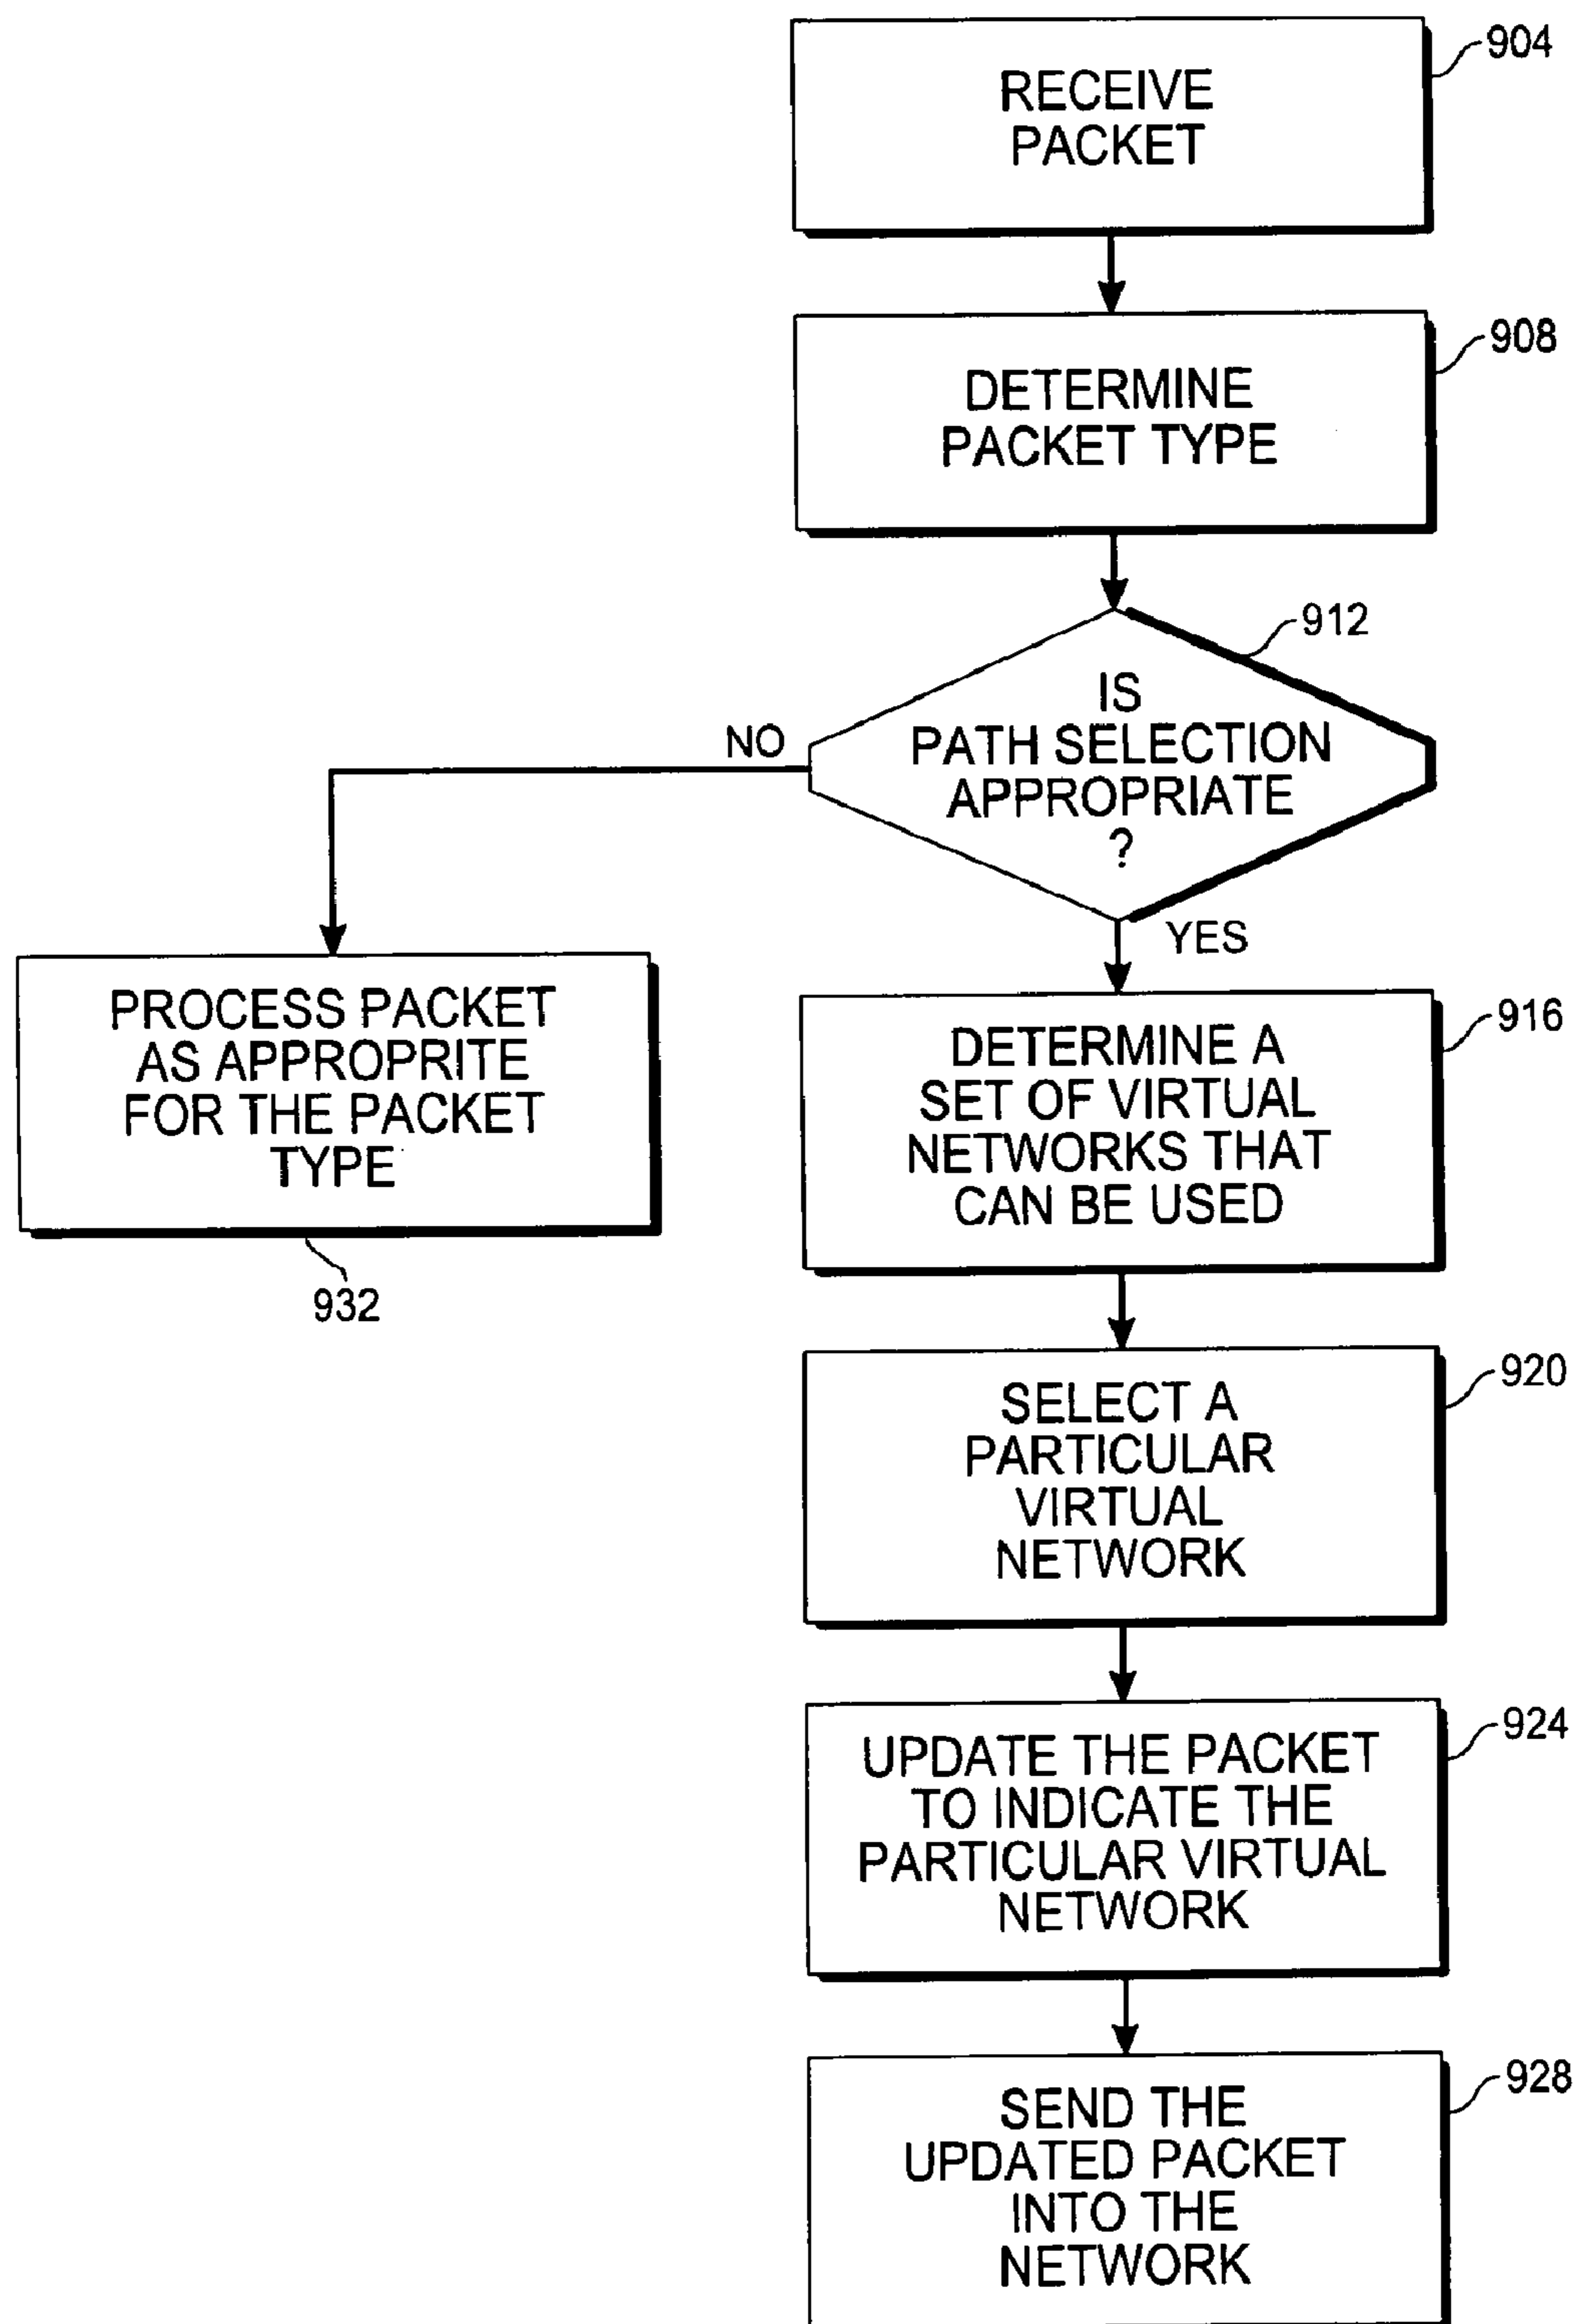 RECEIVE
PACKET
904
DETERMINE
PACKET TYPE
908
912
IS
PATH SELECTION
APPROPRIATE
?
NO
YES
PROCESS PACKET
AS APPROPRITE
FOR THE PACKET
TYPE
932
DETERMINE A
SET OF VIRTUAL
NETWORKS THAT
CAN BE USED
916
SELECT A
PARTICULAR
VIRTUAL
NETWORK
920
UPDATE THE PACKET
TO INDICATE THE
PARTICULAR VIRTUAL
NETWORK
924
SEND THE
UPDATED PACKET
INTO THE
NETWORK
928